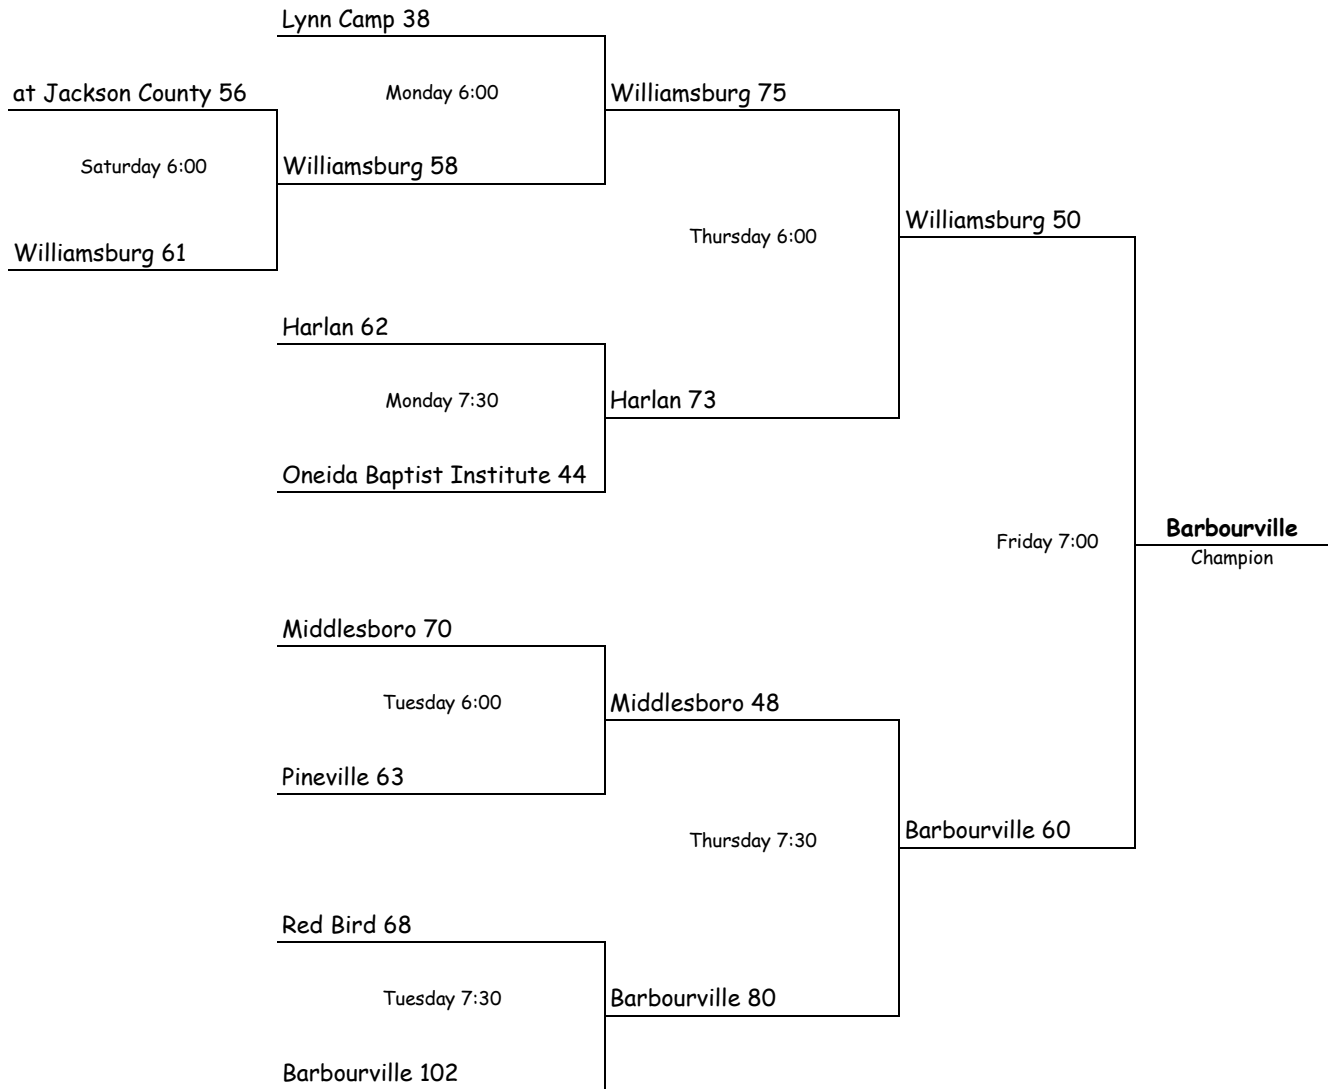 Lynn Camp 38
at Jackson County 56
Monday 6:00
Williamsburg 75
Saturday 6:00
Williamsburg 58
Williamsburg 50
Thursday 6:00
Williamsburg 61
Harlan 62
Monday 7:30
Harlan 73
Oneida Baptist Institute 44
Barbourville
Friday 7:00
Champion
Middlesboro 70
Tuesday 6:00
Middlesboro 48
Pineville 63
Thursday 7:30
Barbourville 60
Red Bird 68
Tuesday 7:30
Barbourville 80
Barbourville 102